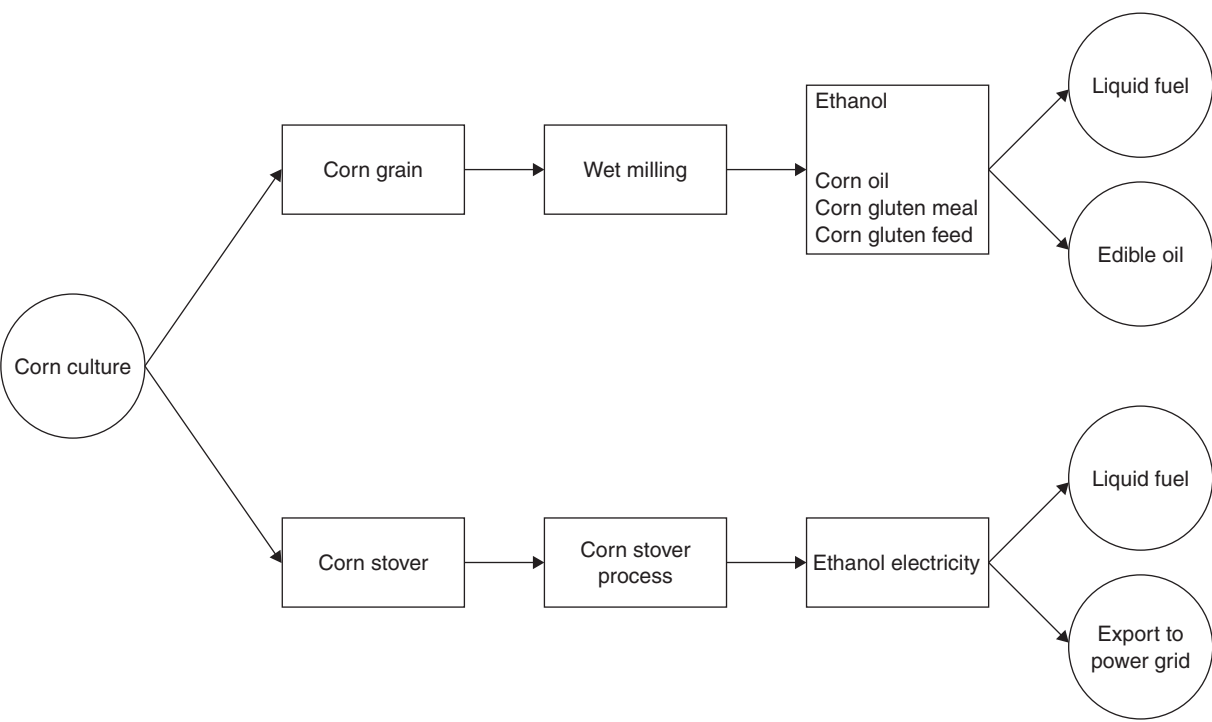 Corn culture
Corn grain
Wet milling
Ethanol
Corn oil
Corn gluten meal
Corn gluten feed
Liquid fuel
Edible oil
Corn stover
Corn stover
process
Ethanol electricity
Liquid fuel
Export to
power grid